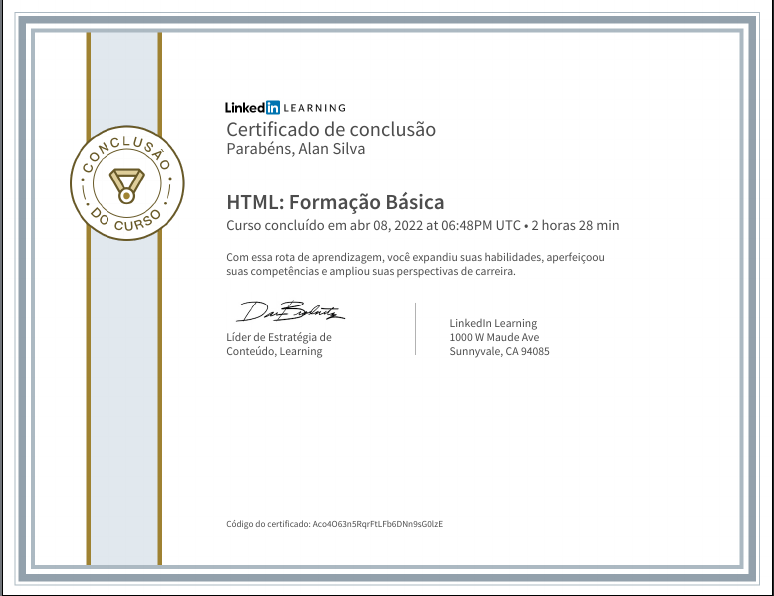 LinkedIn LEARNING
Certificado de conclusão
Parabéns, Alan Silva
CONCLUSÃO
DO CURSO
HTML: Formação Básica
Curso concluído em abr 08, 2022 at 06:48PM UTC • 2 horas 28 min
Com essa rota de aprendizagem, você expandiu suas habilidades, aperfeiçoou
suas competências e ampliou suas perspectivas de carreira.
Líder de Estratégia de
Conteúdo, Learning
LinkedIn Learning
1000 W Maude Ave
Sunnyvale, CA 94085
Código do certificado: Aco4O63n5RqrFtLFb6DNn9sG0lzE